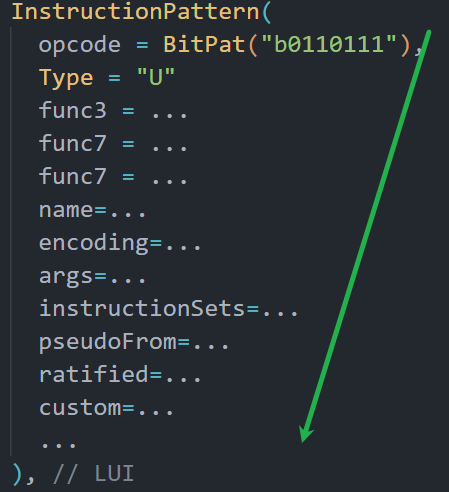 InstructionPattern(
opcode = BitPat("b0110111"),
Type = "U"
func3 = ...
func7 = ...
func7 = ...
name=...
encoding=...
args=...
instructionSets=...
pseudoFrom=...
ratified=...
custom=...
...
), // LUI